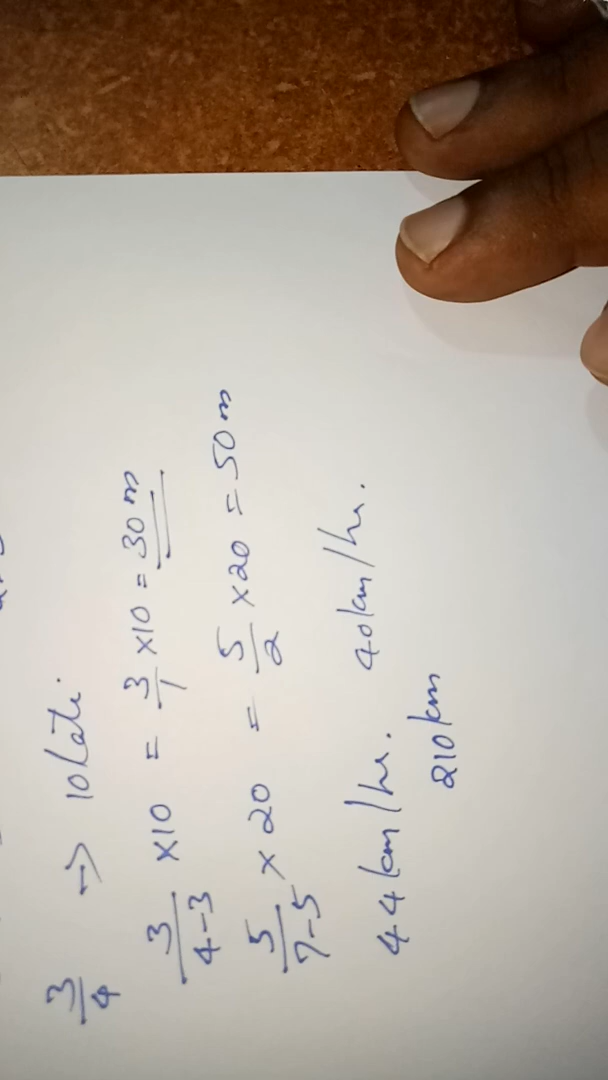 3/4 => 10 late
3/4-3 ×10 = 3/1 ×10 = 30 m
5/7-5 × 20 = 5/2 ×20 = 50 m
44 km/hr. 40 km/hr.
210 km